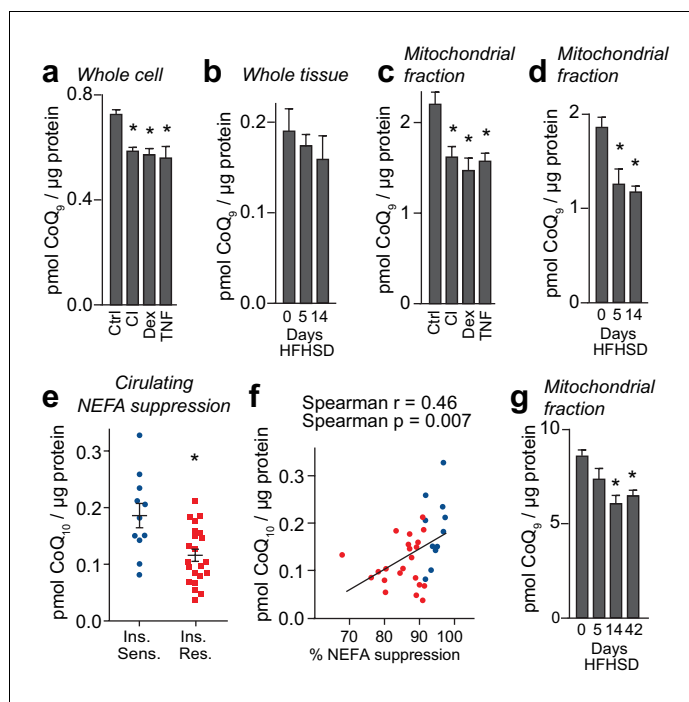 a Whole cell
pmol CoQ9 / µg protein
0.8
0.4
0.0
*
*
*
Ctrl
CI
Dex
TNF
b Whole tissue
pmol CoQ9 / µg protein
0.2
0.1
0.0
0 5 14
Days
HFHSD
c Mitochondrial
fraction
pmol CoQ9 / µg protein
2
1
0
*
*
*
Ctrl
CI
Dex
TNF
d Mitochondrial
fraction
pmol CoQ9 / µg protein
2
1
0
*
*
0 5 14
Days
HFHSD
e Cirulating
NEFA suppression
pmol CoQ10 / µg protein
0.3
0.2
0.1
0.0
*
Ins. Ins.
Sens. Res.
f Spearman r = 0.46
Spearman p = 0.007
pmol CoQ10 / µg protein
0.3
0.2
0.1
0.0
70 80 90 100
% NEFA suppression
g Mitochondrial
fraction
pmol CoQ9 / µg protein
10
5
0
*
*
0 5 14 42
Days
HFHSD